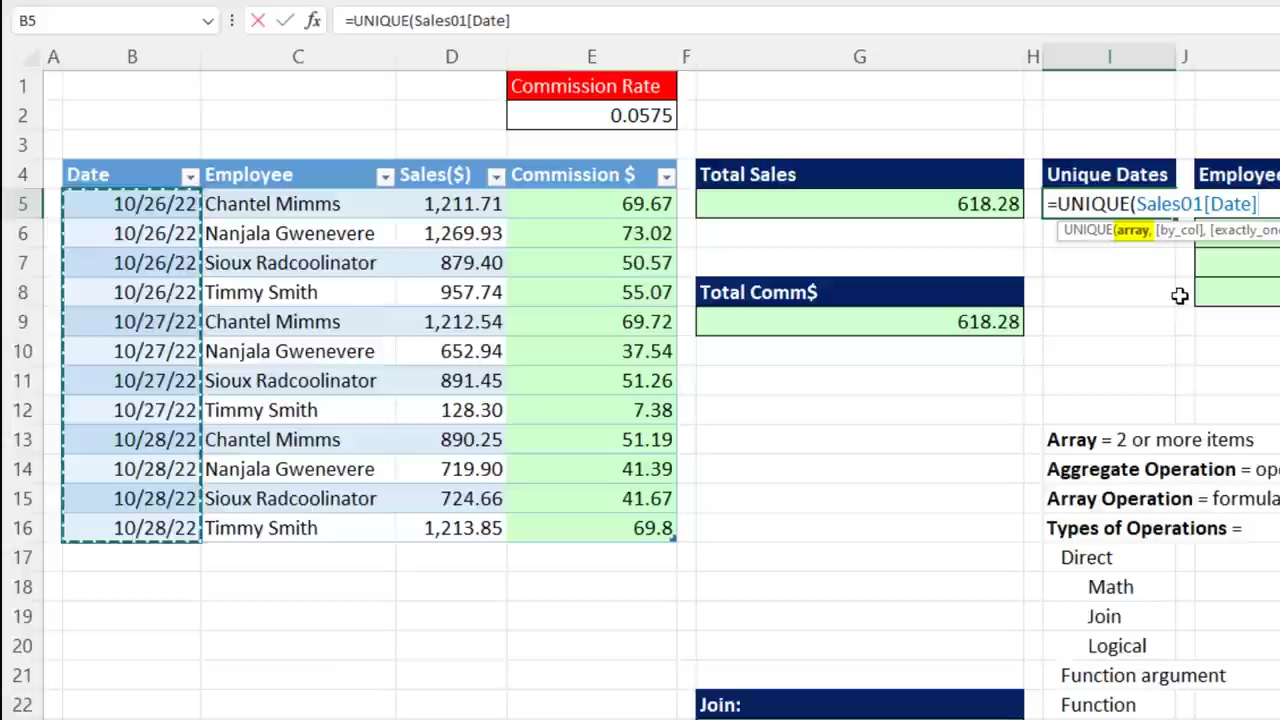 B5 fx =UNIQUE(Sales01[Date]
A B C D E F G H I J
1 Commission Rate
2 0.0575
3
4 Date Employee Sales($) Commission $ Total Sales Unique Dates Employee
5 10/26/22 Chantel Mimms 1,211.71 69.67 618.28 =UNIQUE(Sales01[Date]
6 10/26/22 Nanjala Gwenevere 1,269.93 73.02 UNIQUE(array, [by_col], [exactly_on
7 10/26/22 Sioux Radcoolinator 879.40 50.57
8 10/26/22 Timmy Smith 957.74 55.07 Total Comm$
9 10/27/22 Chantel Mimms 1,212.54 69.72 618.28
10 10/27/22 Nanjala Gwenevere 652.94 37.54
11 10/27/22 Sioux Radcoolinator 891.45 51.26
12 10/27/22 Timmy Smith 128.30 7.38
13 10/28/22 Chantel Mimms 890.25 51.19 Array = 2 or more items
14 10/28/22 Nanjala Gwenevere 719.90 41.39 Aggregate Operation = ope
15 10/28/22 Sioux Radcoolinator 724.66 41.67 Array Operation = formula
16 10/28/22 Timmy Smith 1,213.85 69.8 Types of Operations =
17 Direct
18 Math
19 Join
20 Logical
21 Function argument
22 Join: Function